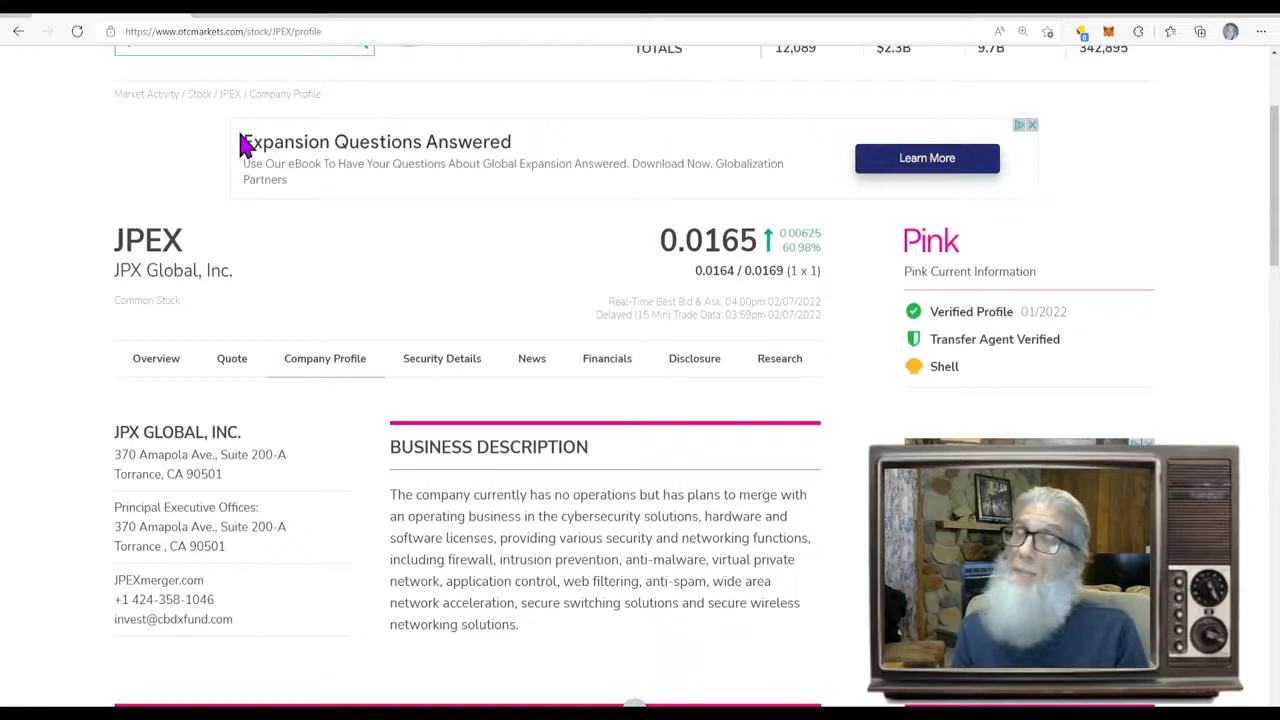 https://www.otcmarkets.com/stock/JPEX/profile
TOTALS 12,089 $2.3B 9.7B 342,895
Market Activity / Stock / JPEX / Company Profile
Expansion Questions Answered
Use Our eBook To Have Your Questions About Global Expansion Answered. Download Now. Globalization
Partners
Learn More
JPEX
JPX Global, Inc.
Common Stock
0.0165 0.00625
60.98%
0.0164 / 0.0169 (1 x 1)
Real-Time Best Bid & Ask: 04:00pm 02/07/2022
Delayed (15 Min) Trade Data: 03:59pm 02/07/2022
Pink
Pink Current Information
Verified Profile 01/2022
Transfer Agent Verified
Shell
Overview Quote Company Profile Security Details News Financials Disclosure Research
JPX GLOBAL, INC.
370 Amapola Ave., Suite 200-A
Torrance, CA 90501
Principal Executive Offices:
370 Amapola Ave., Suite 200-A
Torrance , CA 90501
JPEXmerger.com
+1 424-358-1046
invest@cbdxfund.com
BUSINESS DESCRIPTION
The company currently has no operations but has plans to merge with
an operating business in the cybersecurity solutions, hardware and
software licenses, providing various security and networking functions,
including firewall, intrusion prevention, anti-malware, virtual private
network, application control, web filtering, anti-spam, wide area
network acceleration, secure switching solutions and secure wireless
networking solutions.